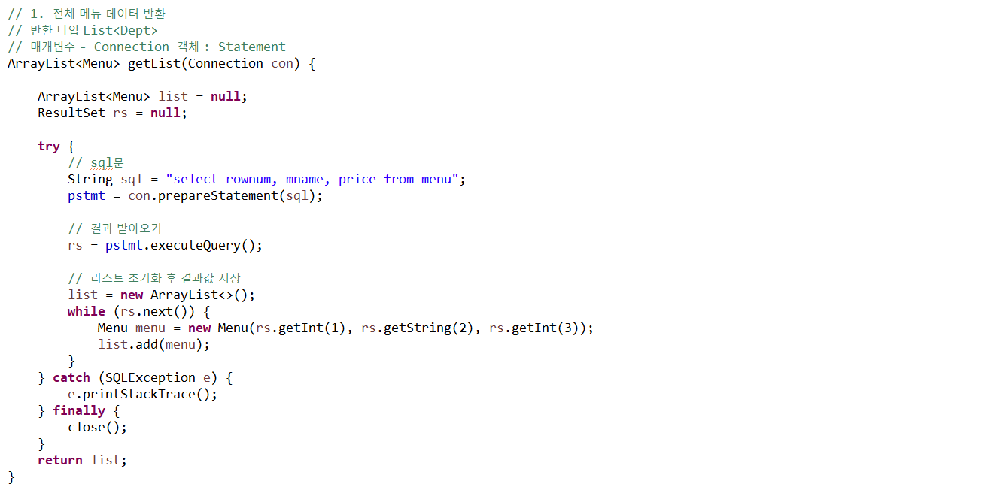 // 1. 전체 메뉴 데이터 반환
// 반환 타입 List<Dept>
// 매개변수 - Connection 객체 : Statement
ArrayList<Menu> getList(Connection con) {
ArrayList<Menu> list = null;
ResultSet rs = null;
try {
// sql문
String sql = "select rownum, mname, price from menu";
pstmt = con.prepareStatement(sql);
// 결과 받아오기
rs = pstmt.executeQuery();
// 리스트 초기화 후 결과값 저장
list = new ArrayList<>();
while (rs.next()) {
Menu menu = new Menu(rs.getInt(1), rs.getString(2), rs.getInt(3));
list.add(menu);
}
} catch (SQLException e) {
e.printStackTrace();
} finally {
close();
}
return list;
}